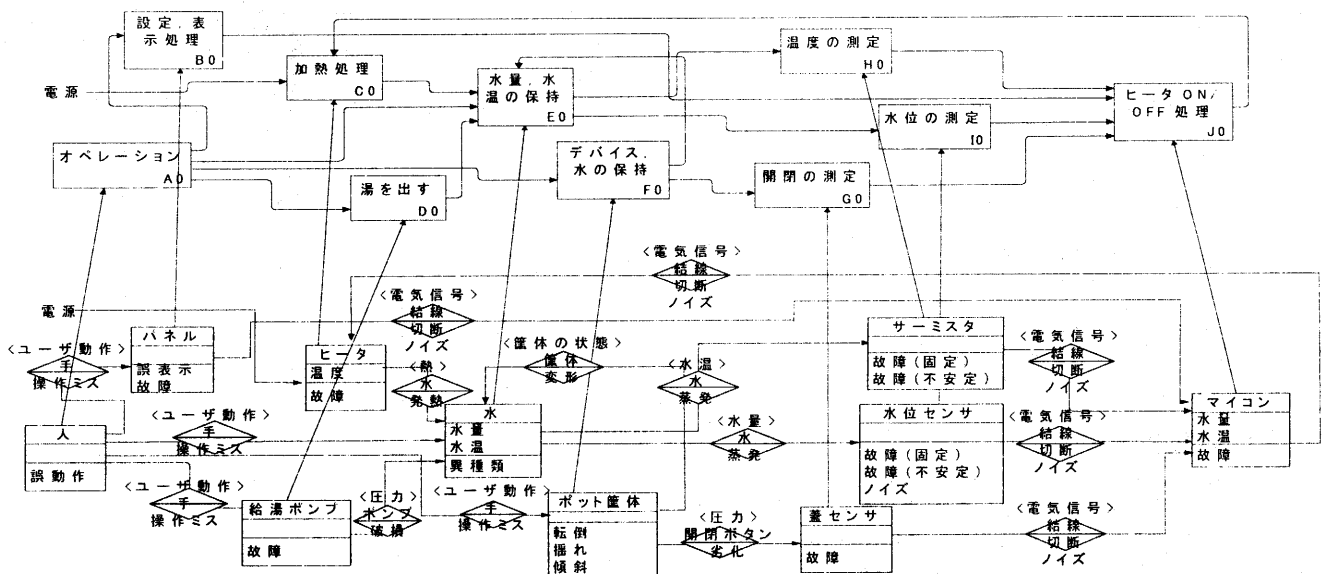 設定,表
示処理
B0
加熱処理
C0
電源
水量,水
温の保持
E0
温度の測定
H0
ヒータON/
OFF処理
J0
水位の測定
I0
オペレーション
A0
湯を出す
D0
デバイス,
水の保持
F0
開閉の測定
G0
<電気信号>
結線
切断
ノイズ
電源
<電気信号>
結線
切断
ノイズ
パネル
誤表示
故障
<ユーザ動作>
手
操作ミス
ヒータ
温度
故障
<熱>
水
発熱
<筐体の状態>
筐体
変形
<水温>
水
蒸発
サーミスタ
故障(固定)
故障(不安定)
<電気信号>
結線
切断
ノイズ
人
誤動作
<ユーザ動作>
手
操作ミス
水
水量
水温
異種類
<水量>
水
蒸発
水位センサ
故障(固定)
故障(不安定)
ノイズ
<電気信号>
結線
切断
ノイズ
マイコン
水量
水温
故障
<ユーザ動作>
手
操作ミス
給湯ポンプ
故障
<圧力>
ポンプ
破損
<ユーザ動作>
手
操作ミス
ポット筐体
転倒
揺れ
傾斜
<圧力>
開閉ボタン
劣化
蓋センサ
故障
<電気信号>
結線
切断
ノイズ